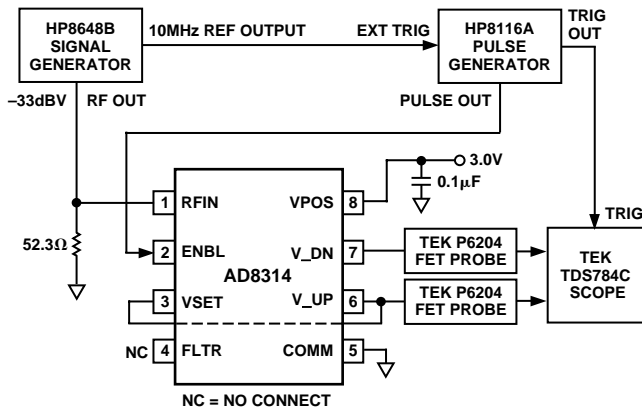 HP8648B
SIGNAL
GENERATOR
10MHz REF OUTPUT
EXT TRIG
HP8116A
PULSE
GENERATOR
TRIG
OUT
–33dBV
RF OUT
PULSE OUT
3.0V
0.1µF
1 RFIN
VPOS 8
TRIG
52.3Ω
2 ENBL
V_DN 7
TEK P6204
FET PROBE
TEK
TDS784C
SCOPE
AD8314
3 VSET
V_UP 6
TEK P6204
FET PROBE
NC 4 FLTR
COMM 5
NC = NO CONNECT